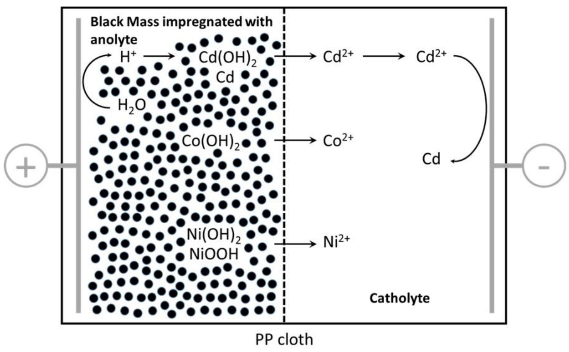 Black Mass impregnated with
anolyte
H⁺
Cd(OH)₂
Cd
Cd²⁺
Cd²⁺
H₂O
Co(OH)₂
Co²⁺
Cd
+
-
Ni(OH)₂
NiOOH
Ni²⁺
Catholyte
PP cloth